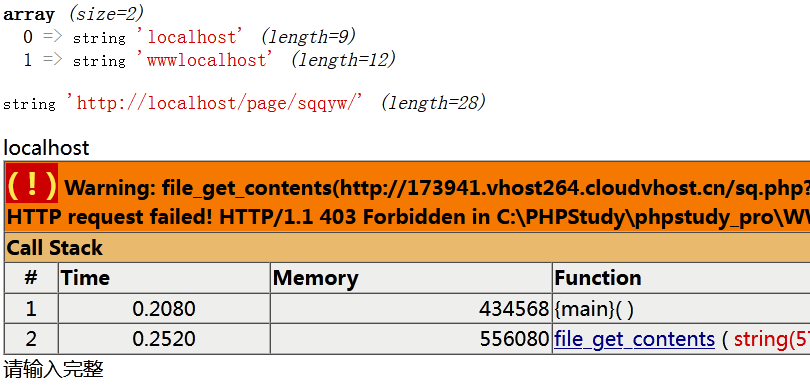 array (size=2)
0 => string 'localhost' (length=9)
1 => string 'wwwlocalhost' (length=12)
string 'http://localhost/page/sqqyw/' (length=28)
localhost
(!) Warning: file_get_contents(http://173941.vhost264.cloudvhost.cn/sq.php?
HTTP request failed! HTTP/1.1 403 Forbidden in C:\PHPStudy\phpstudy_pro\WW
Call Stack
# Time Memory Function
1 0.2080 434568 {main}( )
2 0.2520 556080 file_get_contents ( string(57
请输入完整